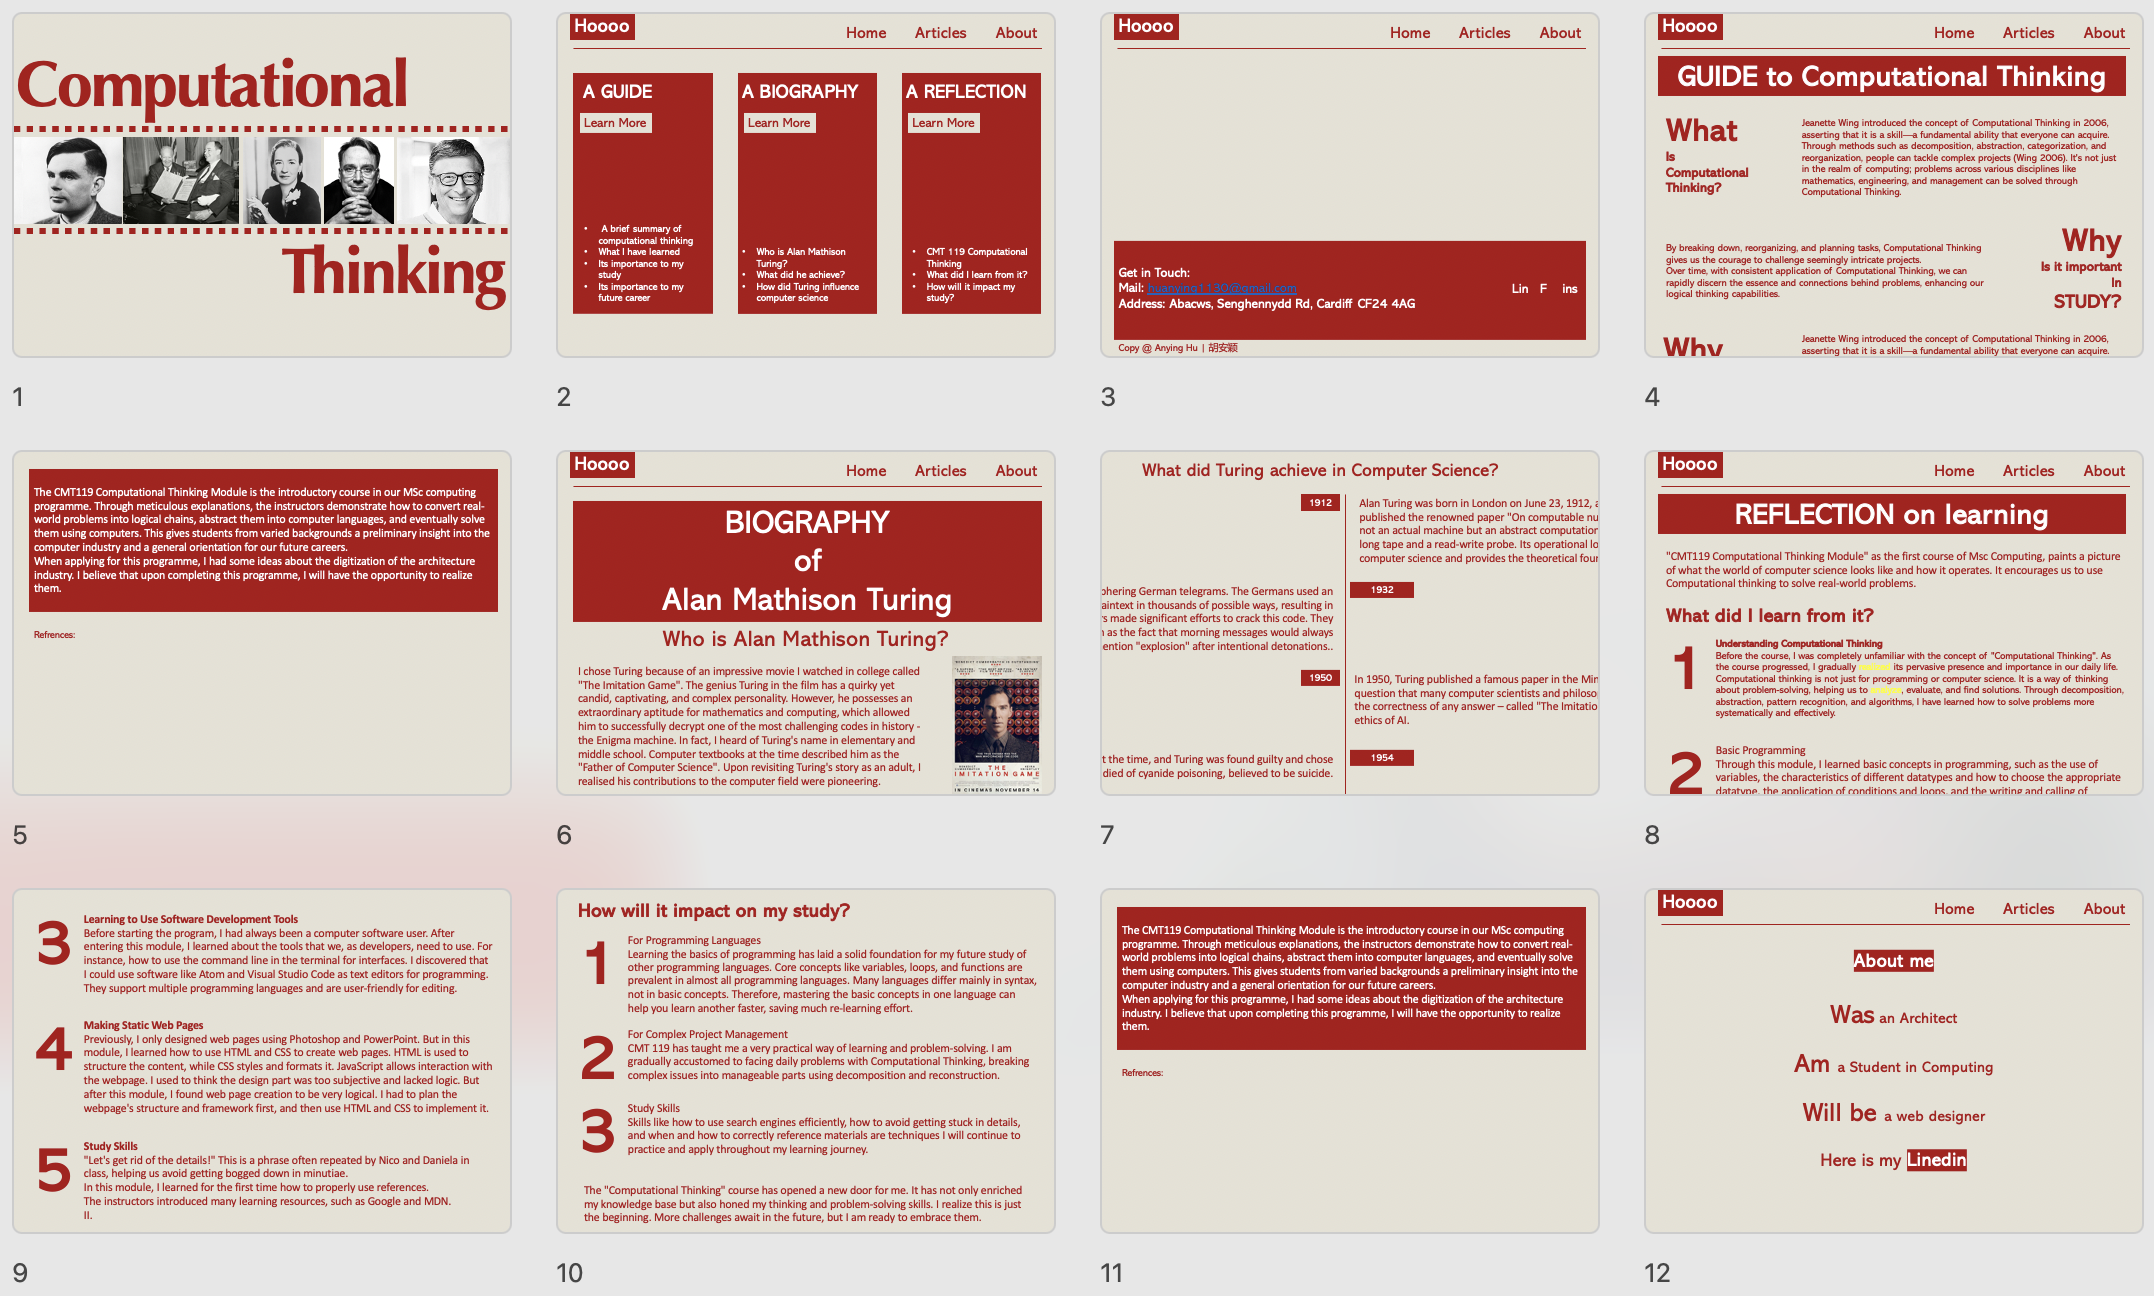 Computational
Thinking
1
Hoooo
Home Articles About
A GUIDE
Learn More
• A brief summary of
computational thinking
• What I have learned
• Its importance to my
study
• Its importance to my
future career
A BIOGRAPHY
Learn More
• Who is Alan Mathison
Turing?
• What did he achieve?
• How did Turing influence
computer science
A REFLECTION
Learn More
• CMT 119 Computational
Thinking
• What did I learn from it?
• How will it impact my
study?
2
Hoooo
Home Articles About
Get in Touch:
Mail: huanying1130@gmail.com
Address: Abacws, Senghennydd Rd, Cardiff CF24 4AG
Lin F ins
Copy @ Anying Hu | 胡安颖
3
Hoooo
Home Articles About
GUIDE to Computational Thinking
What
Is
Computational
Thinking?
Jeanette Wing introduced the concept of Computational Thinking in 2006,
asserting that it is a skill—a fundamental ability that everyone can acquire.
Through methods such as decomposition, abstraction, categorization, and
reorganization, people can tackle complex projects (Wing 2006). It's not just
in the realm of computing; problems across various disciplines like
mathematics, engineering, and management can be solved through
Computational Thinking.
By breaking down, reorganizing, and planning tasks, Computational Thinking
gives us the courage to challenge seemingly intricate projects.
Over time, with consistent application of Computational Thinking, we can
rapidly discern the essence and connections behind problems, enhancing our
logical thinking capabilities.
Why
Is it important
in
STUDY?
Why
Jeanette Wing introduced the concept of Computational Thinking in 2006,
asserting that it is a skill—a fundamental ability that everyone can acquire.
4
The CMT119 Computational Thinking Module is the introductory course in our MSc computing
programme. Through meticulous explanations, the instructors demonstrate how to convert real-
world problems into logical chains, abstract them into computer languages, and eventually solve
them using computers. This gives students from varied backgrounds a preliminary insight into the
computer industry and a general orientation for our future careers.
When applying for this programme, I had some ideas about the digitization of the architecture
industry. I believe that upon completing this programme, I will have the opportunity to realize
them.
Refrences:
5
Hoooo
Home Articles About
BIOGRAPHY
of
Alan Mathison Turing
Who is Alan Mathison Turing?
I chose Turing because of an impressive movie I watched in college called
"The Imitation Game". The genius Turing in the film has a quirky yet
candid, captivating, and complex personality. However, he possesses an
extraordinary aptitude for mathematics and computing, which allowed
him to successfully decrypt one of the most challenging codes in history -
the Enigma machine. In fact, I heard of Turing's name in elementary and
middle school. Computer textbooks at the time described him as the
"Father of Computer Science". Upon revisiting Turing's story as an adult, I
realised his contributions to the computer field were pioneering.
THE
IMITATION GAME
IN CINEMAS NOVEMBER 14
6
What did Turing achieve in Computer Science?
1912
Alan Turing was born in London on June 23, 1912, a
published the renowned paper "On computable nu
not an actual machine but an abstract computation
long tape and a read-write probe. Its operational lo
computer science and provides the theoretical four
phering German telegrams. The Germans used an
aintext in thousands of possible ways, resulting in
s made significant efforts to crack this code. They
as the fact that morning messages would always
ention "explosion" after intentional detonations..
1932
1950
In 1950, Turing published a famous paper in the Min
question that many computer scientists and philoso
the correctness of any answer – called "The Imitatio
ethics of AI.
t the time, and Turing was found guilty and chose
died of cyanide poisoning, believed to be suicide.
1954
7
Hoooo
Home Articles About
REFLECTION on learning
"CMT119 Computational Thinking Module" as the first course of Msc Computing, paints a picture
of what the world of computer science looks like and how it operates. It encourages us to use
Computational thinking to solve real-world problems.
What did I learn from it?
1
Understanding Computational Thinking
Before the course, I was completely unfamiliar with the concept of "Computational Thinking". As
the course progressed, I gradually its pervasive presence and importance in our daily life.
Computational thinking is not just for programming or computer science. It is a way of thinking
about problem-solving, helping us to analyze, evaluate, and find solutions. Through decomposition,
abstraction, pattern recognition, and algorithms, I have learned how to solve problems more
systematically and effectively.
2
Basic Programming
Through this module, I learned basic concepts in programming, such as the use of
variables, the characteristics of different datatypes and how to choose the appropriate
datatype, the application of conditions and loops, and the writing and calling of
8
3
Learning to Use Software Development Tools
Before starting the program, I had always been a computer software user. After
entering this module, I learned about the tools that we, as developers, need to use. For
instance, how to use the command line in the terminal for interfaces. I discovered that
I could use software like Atom and Visual Studio Code as text editors for programming.
They support multiple programming languages and are user-friendly for editing.
4
Making Static Web Pages
Previously, I only designed web pages using Photoshop and PowerPoint. But in this
module, I learned how to use HTML and CSS to create web pages. HTML is used to
structure the content, while CSS styles and formats it. JavaScript allows interaction with
the webpage. I used to think the design part was too subjective and lacked logic. But
after this module, I found web page creation to be very logical. I had to plan the
webpage's structure and framework first, and then use HTML and CSS to implement it.
5
Study Skills
"Let's get rid of the details!" This is a phrase often repeated by Nico and Daniela in
class, helping us avoid getting bogged down in minutiae.
In this module, I learned for the first time how to properly use references.
The instructors introduced many learning resources, such as Google and MDN.
II.
9
How will it impact on my study?
1
For Programming Languages
Learning the basics of programming has laid a solid foundation for my future study of
other programming languages. Core concepts like variables, loops, and functions are
prevalent in almost all programming languages. Many languages differ mainly in syntax,
not in basic concepts. Therefore, mastering the basic concepts in one language can
help you learn another faster, saving much re-learning effort.
2
For Complex Project Management
CMT 119 has taught me a very practical way of learning and problem-solving. I am
gradually accustomed to facing daily problems with Computational Thinking, breaking
complex issues into manageable parts using decomposition and reconstruction.
3
Study Skills
Skills like how to use search engines efficiently, how to avoid getting stuck in details,
and when and how to correctly reference materials are techniques I will continue to
practice and apply throughout my learning journey.
The "Computational Thinking" course has opened a new door for me. It has not only enriched
my knowledge base but also honed my thinking and problem-solving skills. I realize this is just
the beginning. More challenges await in the future, but I am ready to embrace them.
10
The CMT119 Computational Thinking Module is the introductory course in our MSc computing
programme. Through meticulous explanations, the instructors demonstrate how to convert real-
world problems into logical chains, abstract them into computer languages, and eventually solve
them using computers. This gives students from varied backgrounds a preliminary insight into the
computer industry and a general orientation for our future careers.
When applying for this programme, I had some ideas about the digitization of the architecture
industry. I believe that upon completing this programme, I will have the opportunity to realize
them.
Refrences:
11
Hoooo
Home Articles About
About me
Was an Architect
Am a Student in Computing
Will be a web designer
Here is my Linedin
12